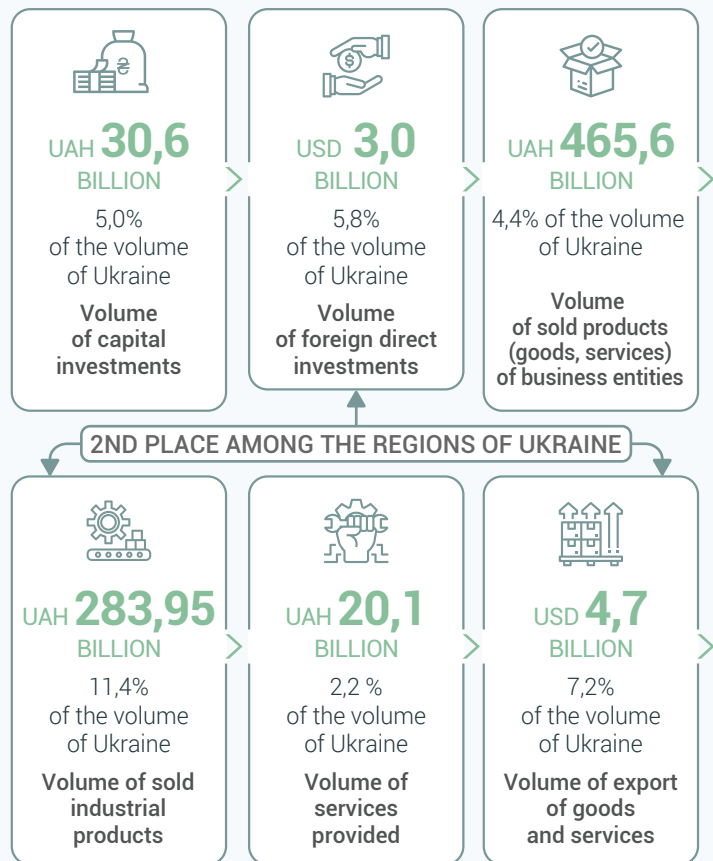 UAH 30,6
BILLION
5,0%
of the volume
of Ukraine
Volume
of capital
investments
USD 3,0
BILLION
5,8%
of the volume
of Ukraine
Volume
of foreign direct
investments
UAH 465,6
BILLION
4,4% of the volume
of Ukraine
Volume
of sold products
(goods, services)
of business entities
2ND PLACE AMONG THE REGIONS OF UKRAINE
UAH 283,95
BILLION
11,4%
of the volume
of Ukraine
Volume of sold
industrial
products
UAH 20,1
BILLION
2,2 %
of the volume
of Ukraine
Volume of
services
provided
USD 4,7
BILLION
7,2%
of the volume
of Ukraine
Volume of export
of goods
and services